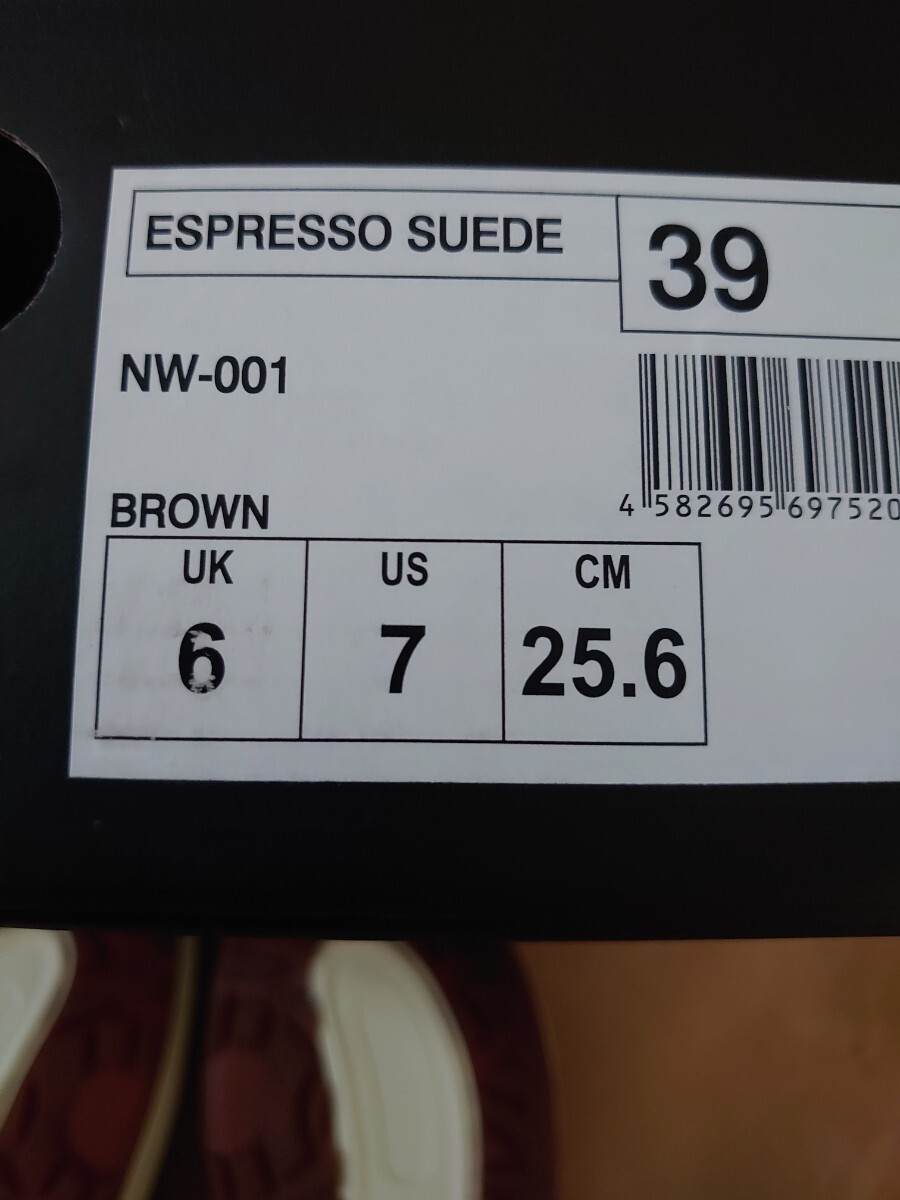 ESPRESSO SUEDE
39
NW-001
4 582695 697520
BROWN
UK US CM
6 7 25.6